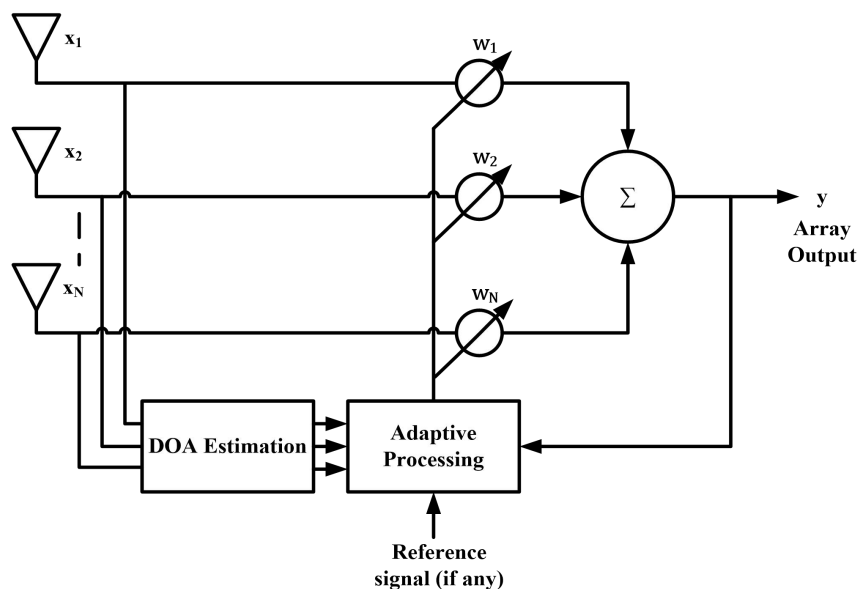 x1
w1
x2
w2
Σ
y
Array
Output
xN
wN
DOA Estimation
Adaptive
Processing
Reference
signal (if any)